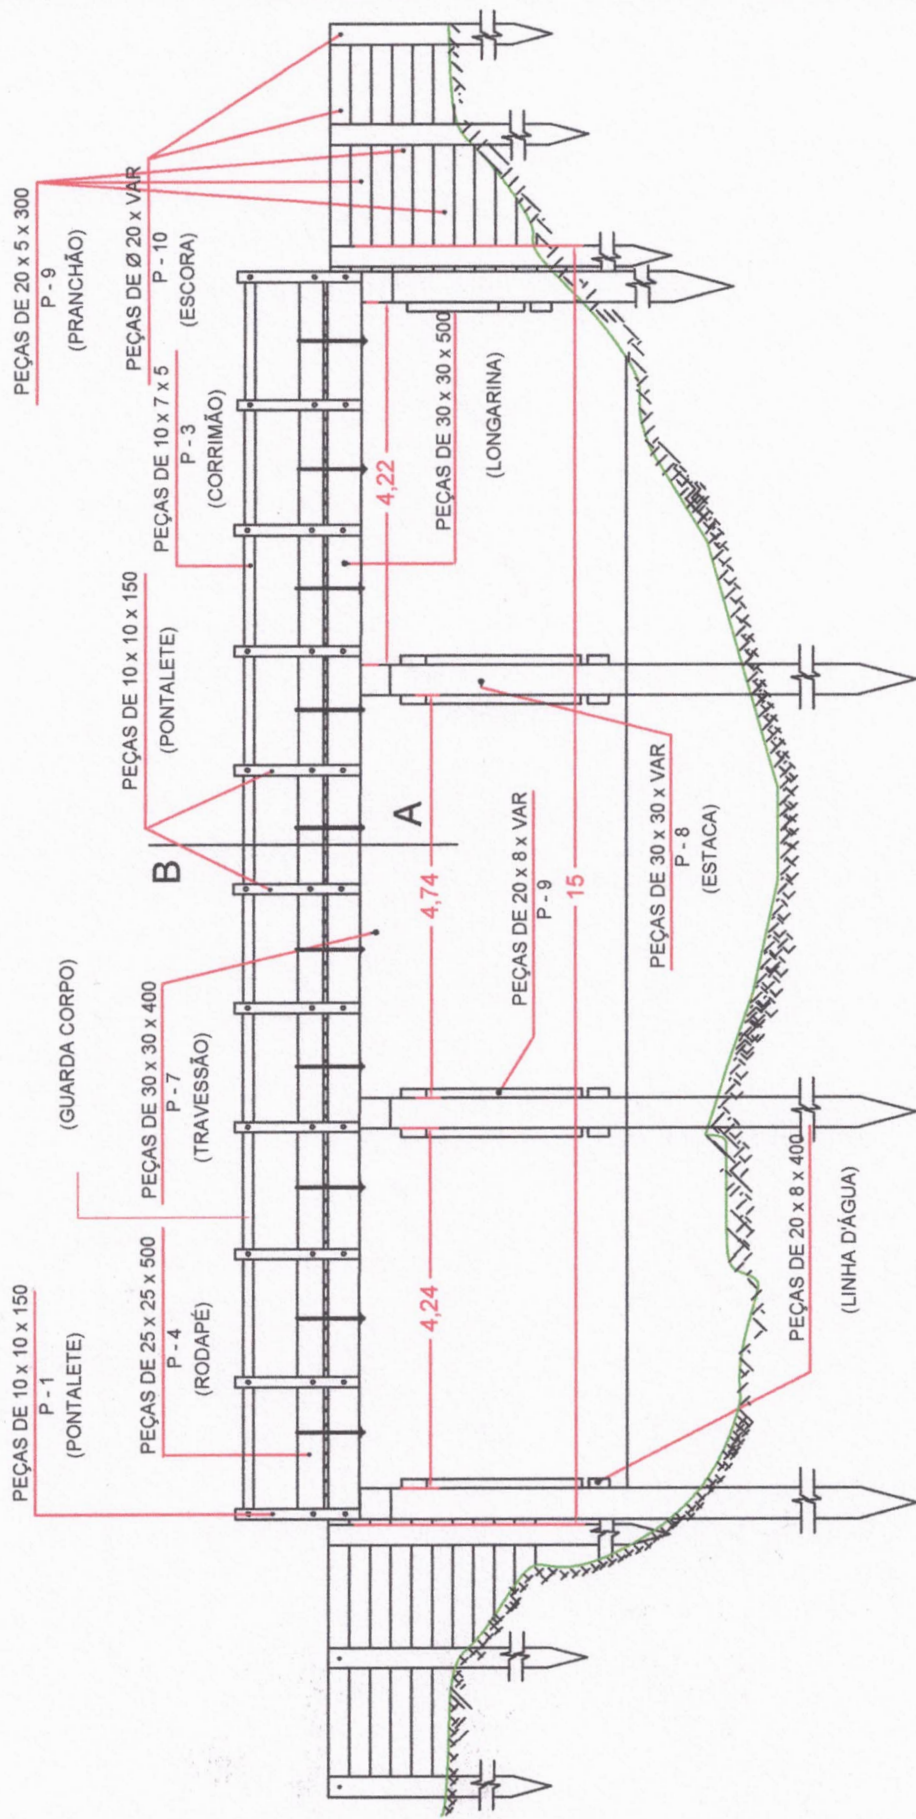 PEÇAS DE 10 x 10 x 150
P - 1
(PONTALETE)
PEÇAS DE 25 x 25 x 500
P - 4
(RODAPÉ)
(GUARDA CORPO)
PEÇAS DE 30 x 30 x 400
P - 7
(TRAVESSÃO)
PEÇAS DE 10 x 10 x 150
(PONTALETE)
PEÇAS DE 10 x 7 x 5
P - 3
(CORRIMÃO)
PEÇAS DE Ø 20 x VAR
P - 10
(ESCORA)
PEÇAS DE 20 x 5 x 300
P - 9
(PRANCHÃO)
B
A
4,24
4,74
4,22
PEÇAS DE 30 x 30 x 500
(LONGARINA)
PEÇAS DE 20 x 8 x VAR
P - 9
15
PEÇAS DE 30 x 30 x VAR
P - 8
(ESTACA)
PEÇAS DE 20 x 8 x 400
(LINHA D'ÁGUA)